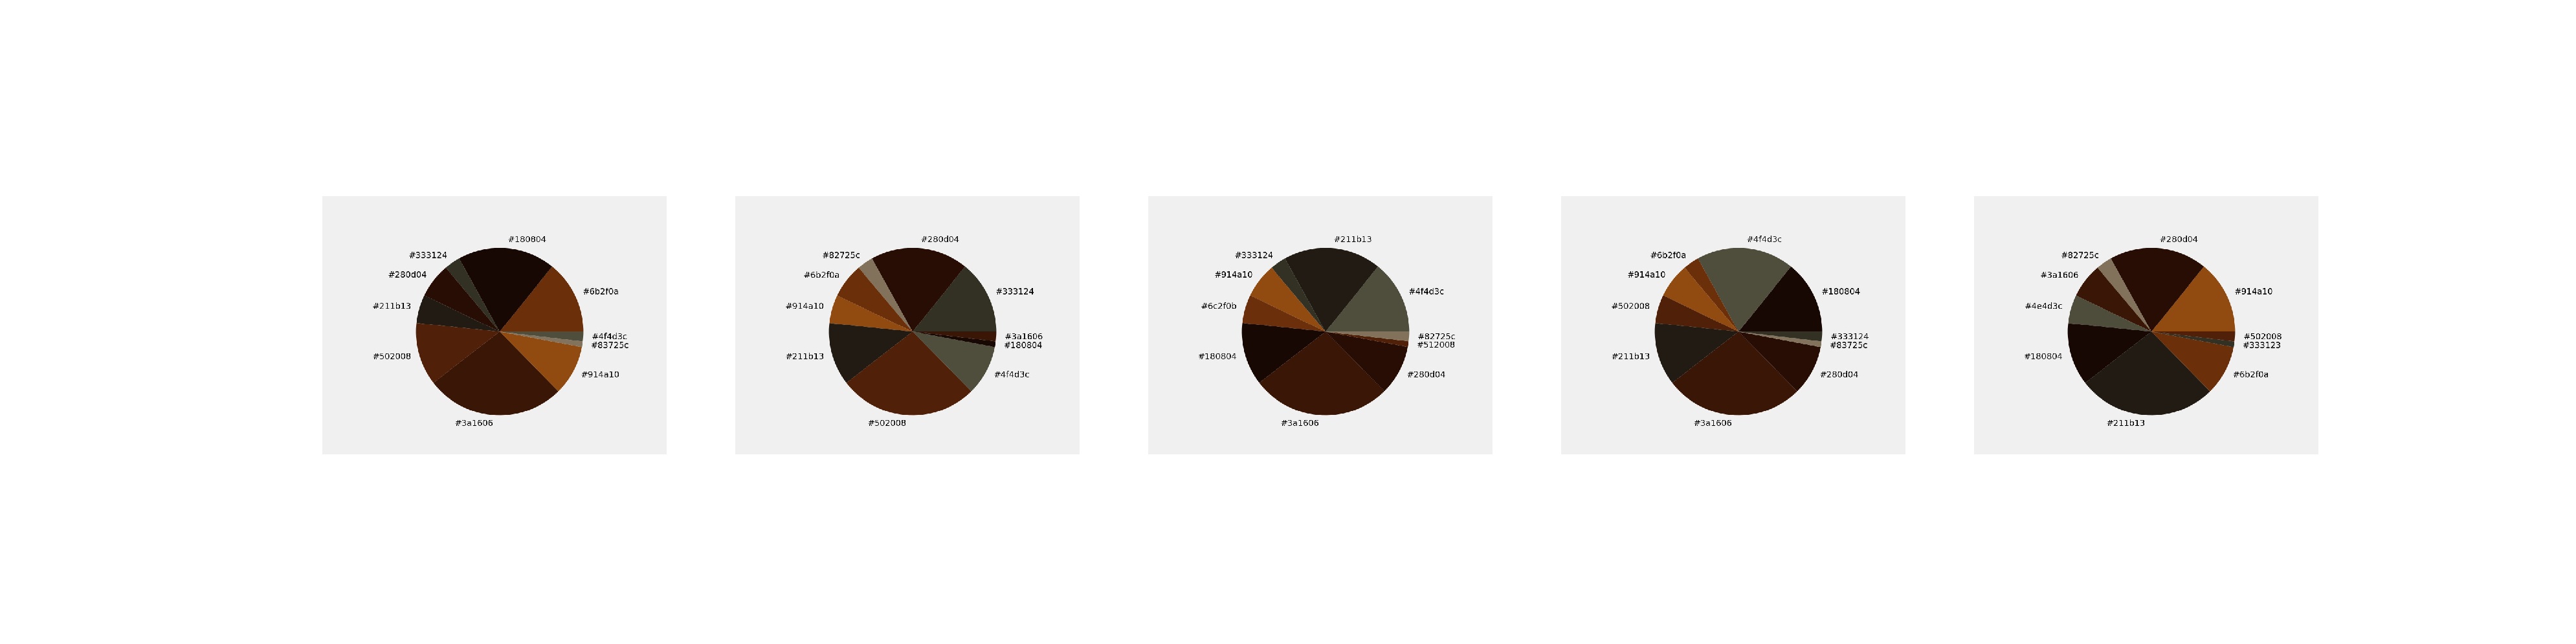 #180804
#333124
#280d04
#6b2f0a
#211b13
#4f4d3c
#83725c
#502008
#914a10
#3a1606
#280d04
#82725c
#6b2f0a
#333124
#914a10
#3a1606
#180804
#211b13
#4f4d3c
#502008
#211b13
#333124
#914a10
#4f4d3c
#6c2f0b
#82725c
#512008
#180804
#280d04
#3a1606
#4f4d3c
#6b2f0a
#914a10
#180804
#502008
#333124
#83725c
#211b13
#280d04
#3a1606
#280d04
#82725c
#3a1606
#914a10
#4e4d3c
#502008
#333123
#180804
#6b2f0a
#211b13